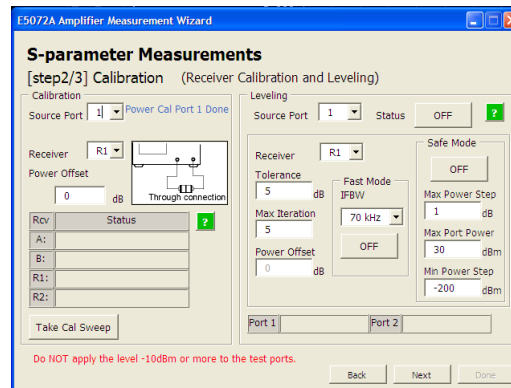 E5072A Amplifier Measurement Wizard
S-parameter Measurements
[step2/3] Calibration (Receiver Calibration and Leveling)
Calibration
Source Port 1 Power Cal Port 1 Done
Receiver R1
Power Offset
0 dB
Through connection
Rcv Status ?
A:
B:
R1:
R2:
Take Cal Sweep
Leveling
Source Port 1 Status OFF ?
Receiver R1
Tolerance
5 dB
Max Iteration
5
Power Offset
0 dB
Fast Mode
IFBW
70 kHz
OFF
Safe Mode
OFF
Max Power Step
1 dB
Max Port Power
30 dBm
Min Power Step
-200 dBm
Port 1 Port 2
Do NOT apply the level -10dBm or more to the test ports.
Back Next Done